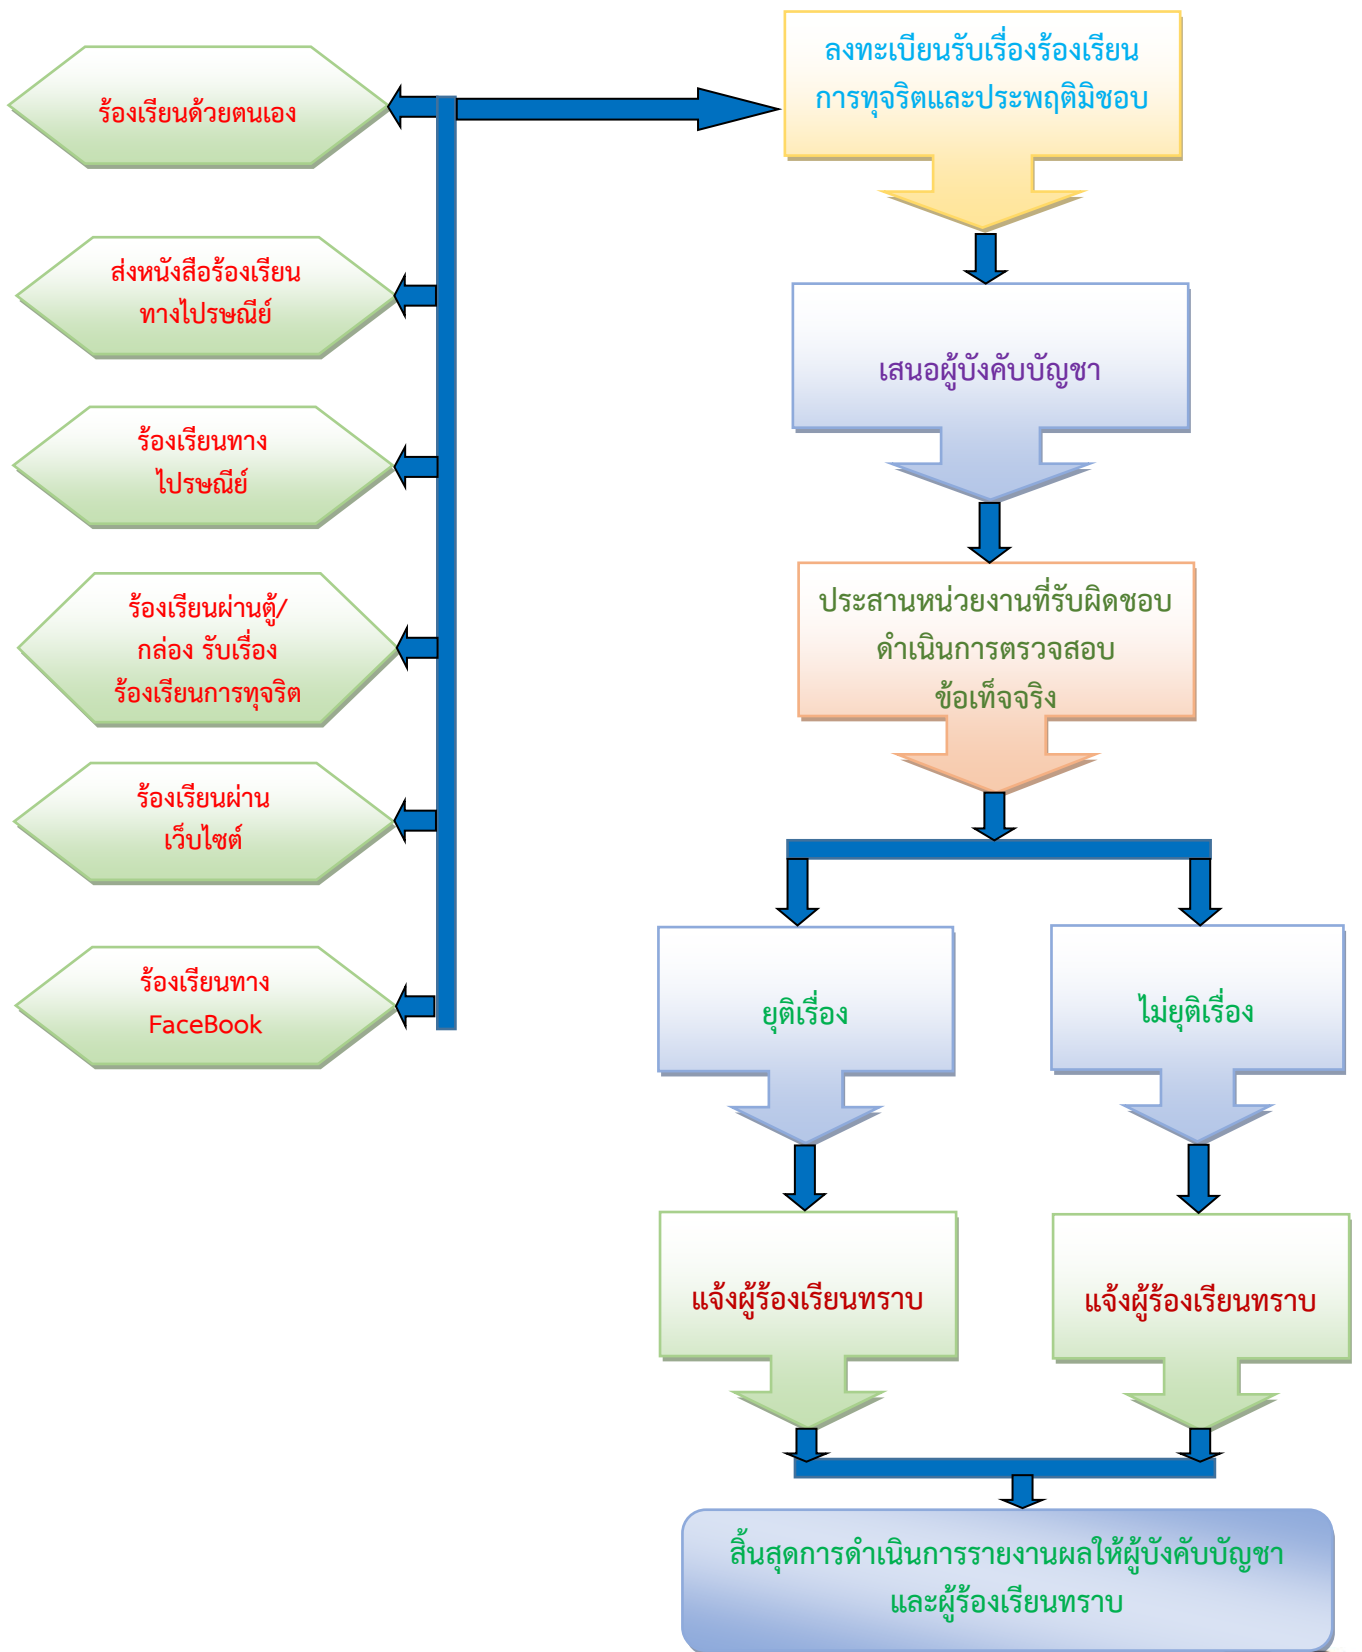 ร้องเรียนด้วยตนเอง
ส่งหนังสือร้องเรียน
ทางไปรษณีย์
ร้องเรียนทาง
ไปรษณีย์
ร้องเรียนผ่านตู้/
กล่อง รับเรื่อง
ร้องเรียนการทุจริต
ร้องเรียนผ่าน
เว็บไซต์
ร้องเรียนทาง
FaceBook
ลงทะเบียนรับเรื่องร้องเรียน
การทุจริตและประพฤติมิชอบ
เสนอผู้บังคับบัญชา
ประสานหน่วยงานที่รับผิดชอบ
ดำเนินการตรวจสอบ
ข้อเท็จจริง
ยุติเรื่อง
ไม่ยุติเรื่อง
แจ้งผู้ร้องเรียนทราบ
แจ้งผู้ร้องเรียนทราบ
สิ้นสุดการดำเนินการรายงานผลให้ผู้บังคับบัญชา
และผู้ร้องเรียนทราบ